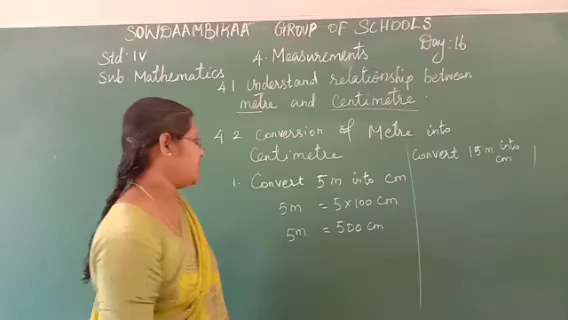 SOWDAAMBIKAA GROUP OF SCHOOLS
Std: IV
4. Measurements
Day: 16
Sub Mathematics
4.1 Understand relationship between
metre and centimetre.
4.2 Conversion of Metre into
Centimetre
1. Convert 5m into cm
5m = 5 x 100 cm
5m = 500 cm
Convert 15 m into
cm